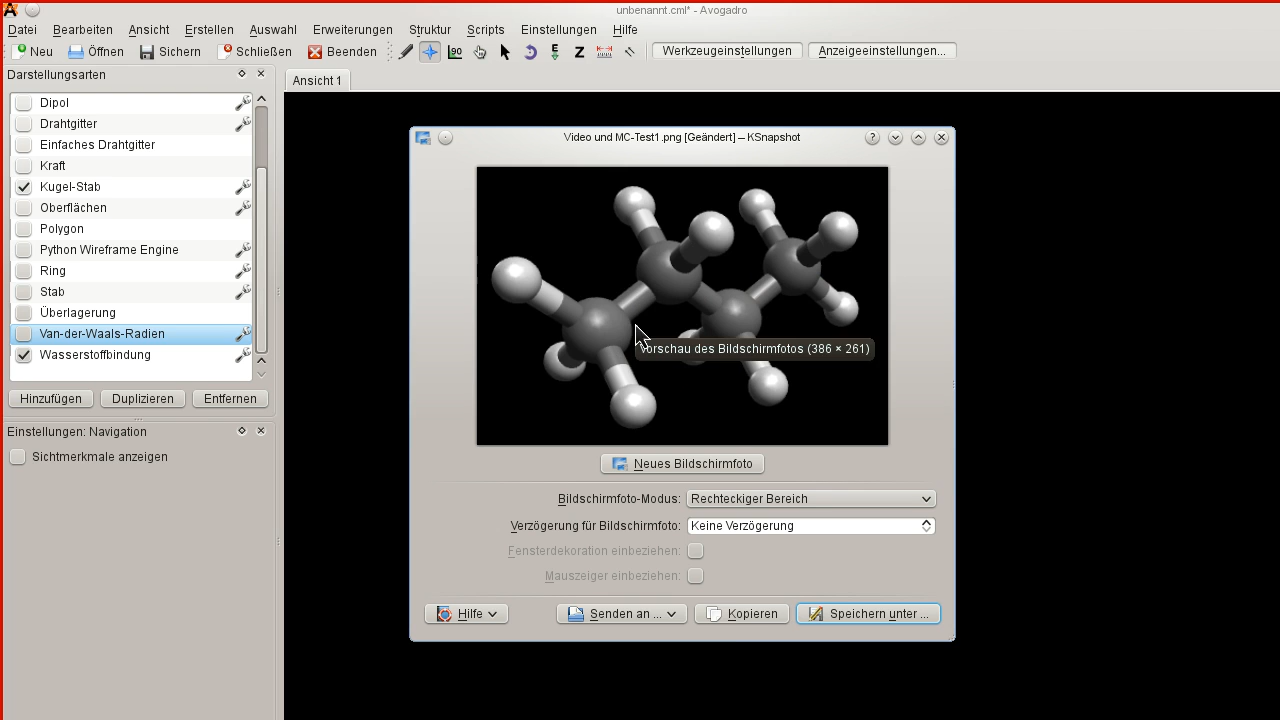 unbenannt.cml* - Avogadro
Datei Bearbeiten Ansicht Erstellen Auswahl Erweiterungen Struktur Scripts Einstellungen Hilfe
Neu Öffnen Sichern Schließen Beenden Werkzeugeinstellungen Anzeigeeinstellungen...
Darstellungsarten
Ansicht 1
Dipol
Drahtgitter
Einfaches Drahtgitter
Kraft
Kugel-Stab
Oberflächen
Polygon
Python Wireframe Engine
Ring
Stab
Überlagerung
Van-der-Waals-Radien
Wasserstoffbindung
Hinzufügen Duplizieren Entfernen
Einstellungen: Navigation
Sichtmerkmale anzeigen
Video und MC-Test1.png [Geändert] – KSnapshot
Vorschau des Bildschirmfotos (386 × 261)
Neues Bildschirmfoto
Bildschirmfoto-Modus: Rechteckiger Bereich
Verzögerung für Bildschirmfoto: Keine Verzögerung
Fensterdekoration einbeziehen:
Mauszeiger einbeziehen:
Hilfe Senden an ... Kopieren Speichern unter ...